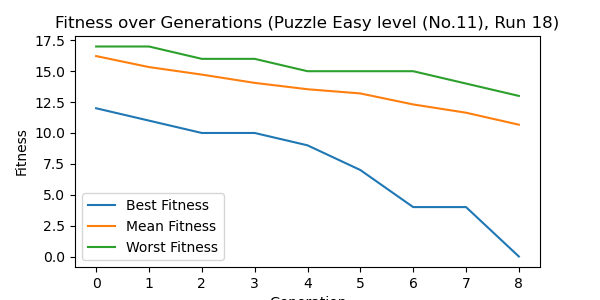 Fitness over Generations (Puzzle Easy level (No.11), Run 18)
17.5
15.0
12.5
10.0
7.5
5.0
2.5
0.0
Fitness
Best Fitness
Mean Fitness
Worst Fitness
0 1 2 3 4 5 6 7 8
Generation